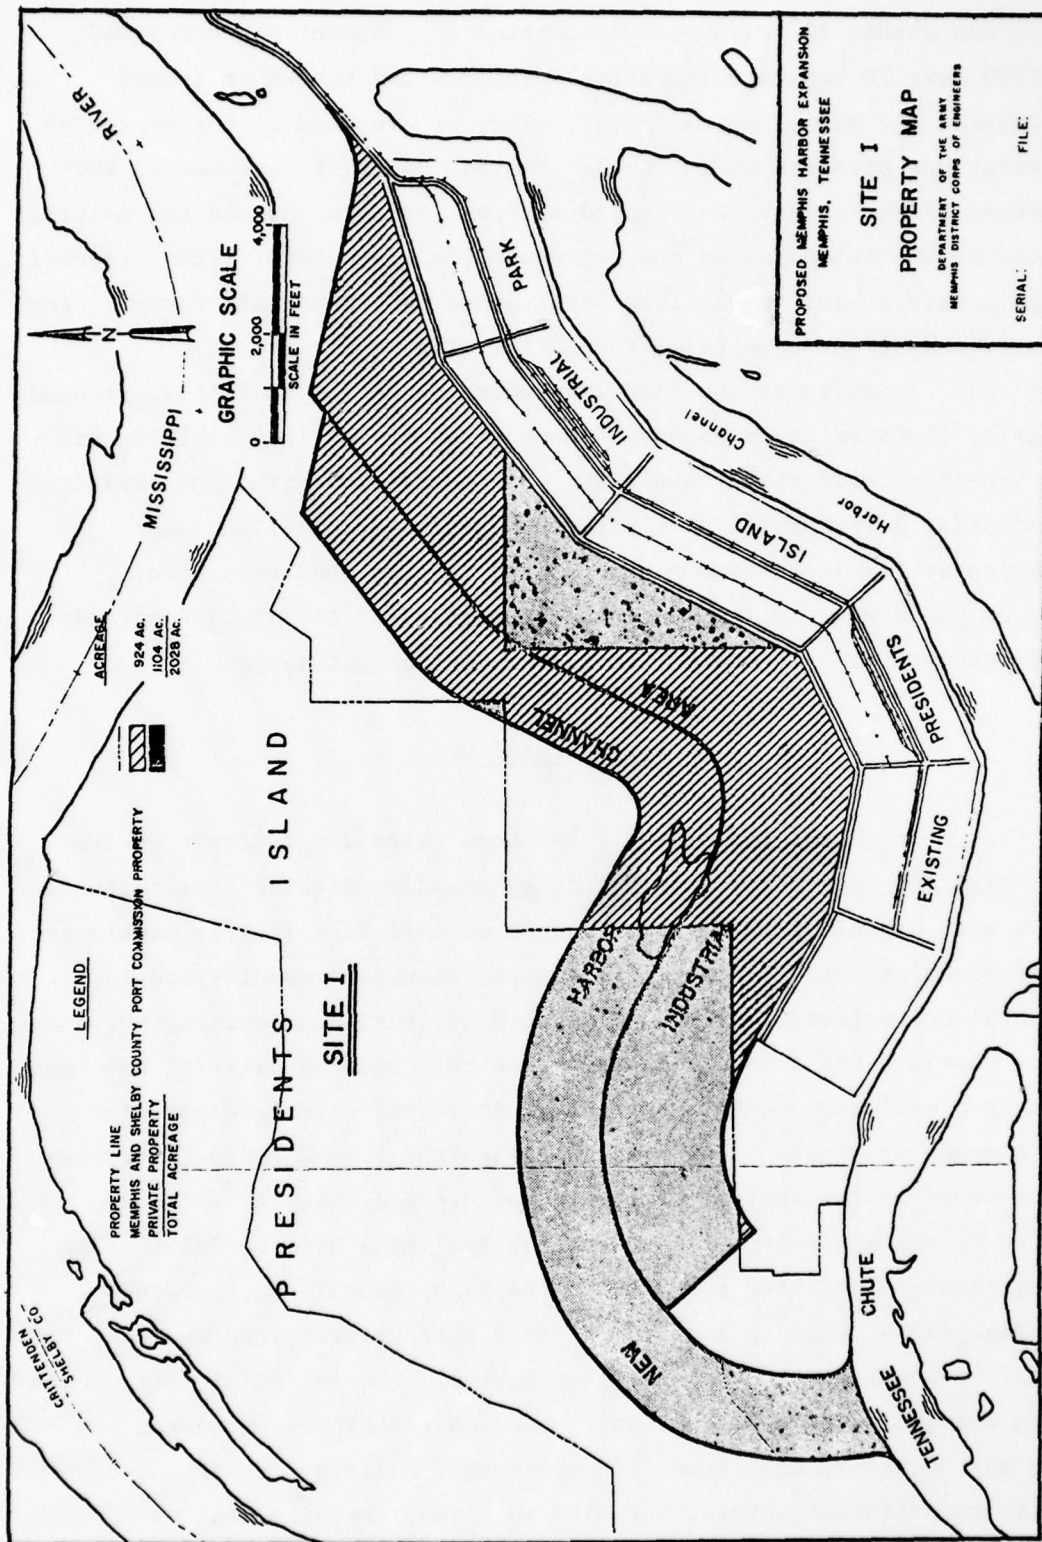 CRITTENDEN CO
SHELBY CO
MISSISSIPPI
RIVER
LEGEND
ACREAGE
PROPERTY LINE
MEMPHIS AND SHELBY COUNTY PORT COMMISSION PROPERTY 924 Ac.
PRIVATE PROPERTY 1104 Ac.
TOTAL ACREAGE 2028 Ac.
N
GRAPHIC SCALE
0 2,000 4,000
SCALE IN FEET
PRESIDENTS ISLAND
SITE I
NEW HARBOR CHANNEL
INDUSTRIAL AREA
EXISTING PRESIDENTS ISLAND INDUSTRIAL PARK
Harbor Channel
TENNESSEE CHUTE
PROPOSED MEMPHIS HARBOR EXPANSION
MEMPHIS, TENNESSEE
SITE I
PROPERTY MAP
DEPARTMENT OF THE ARMY
MEMPHIS DISTRICT CORPS OF ENGINEERS
SERIAL: FILE: